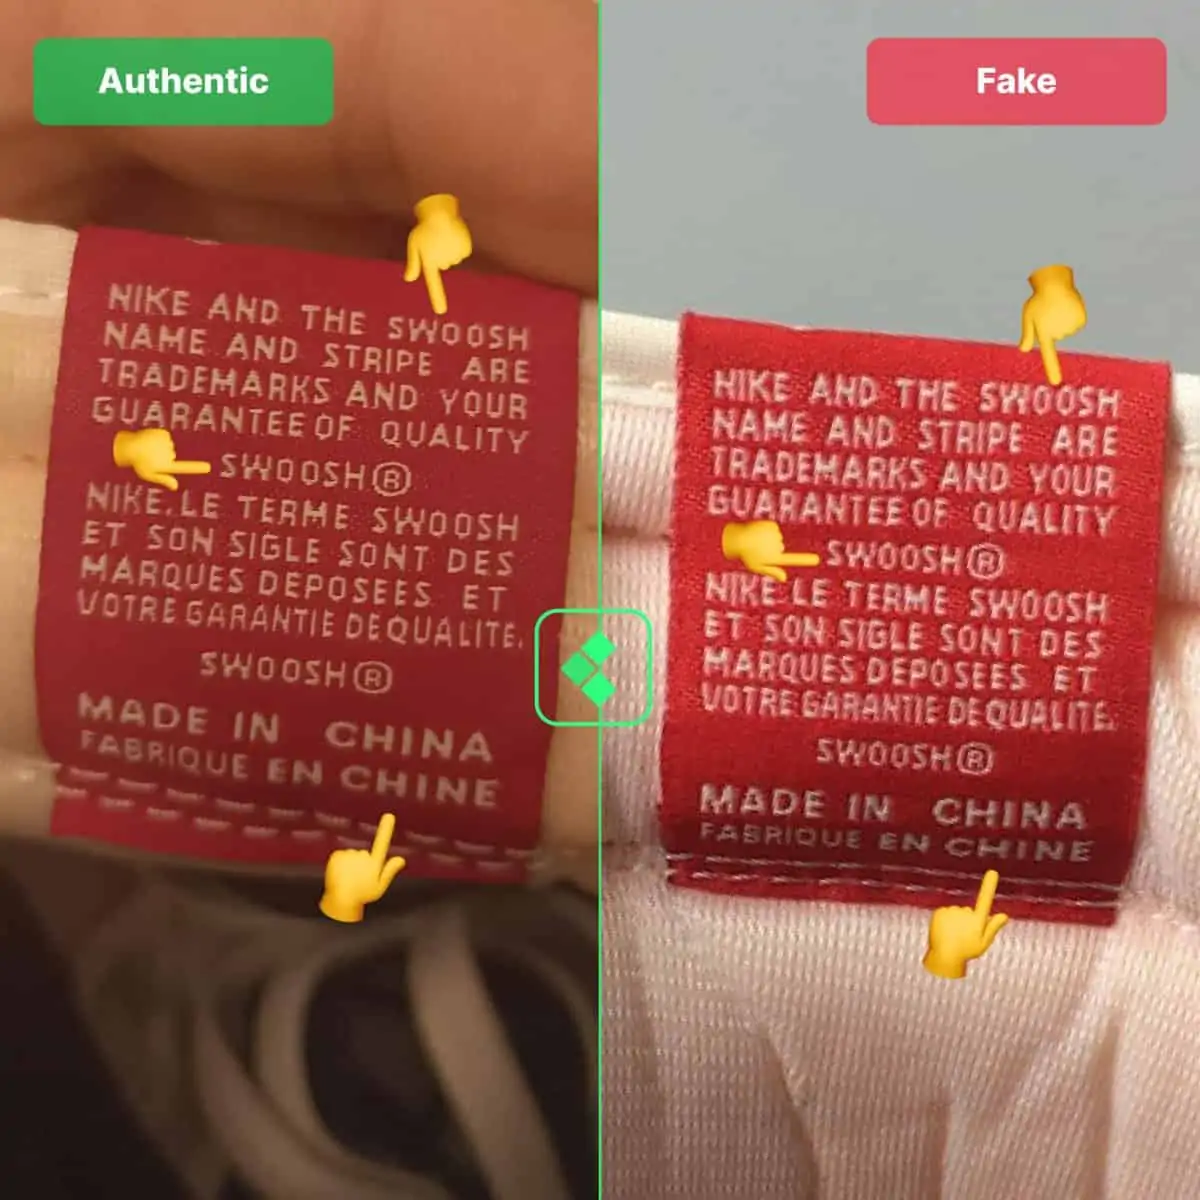 Authentic
NIKE AND THE SWOOSH
NAME AND STRIPE ARE
TRADEMARKS AND YOUR
GUARANTEE OF QUALITY
SWOOSH®
NIKE.LE TERME SWOOSH
ET SON SIGLE SONT DES
MARQUES DEPOSEES ET
VOTRE GARANTIE DE QUALITE.
SWOOSH®
MADE IN CHINA
FABRIQUE EN CHINE
Fake
NIKE AND THE SWOOSH
NAME AND STRIPE ARE
TRADEMARKS AND YOUR
GUARANTEE OF QUALITY
SWOOSH®
NIKE.LE TERME SWOOSH
ET SON SIGLE SONT DES
MARQUES DEPOSEES ET
VOTRE GARANTIE DE QUALITE.
SWOOSH®
MADE IN CHINA
FABRIQUE EN CHINE